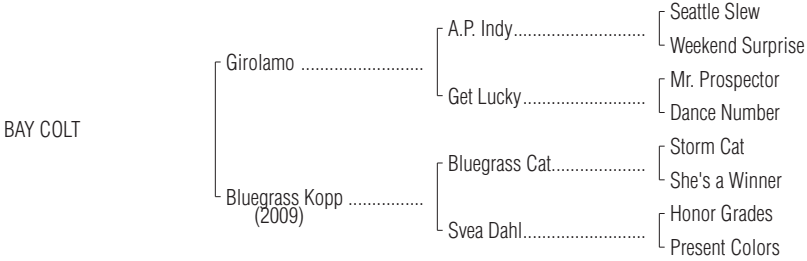 Seattle Slew
A.P. Indy..............................
Weekend Surprise
Girolamo ............................
Mr. Prospector
Get Lucky............................
Dance Number
BAY COLT
Storm Cat
Bluegrass Cat.....................
She's a Winner
Bluegrass Kopp .................
(2009)
Honor Grades
Svea Dahl............................
Present Colors